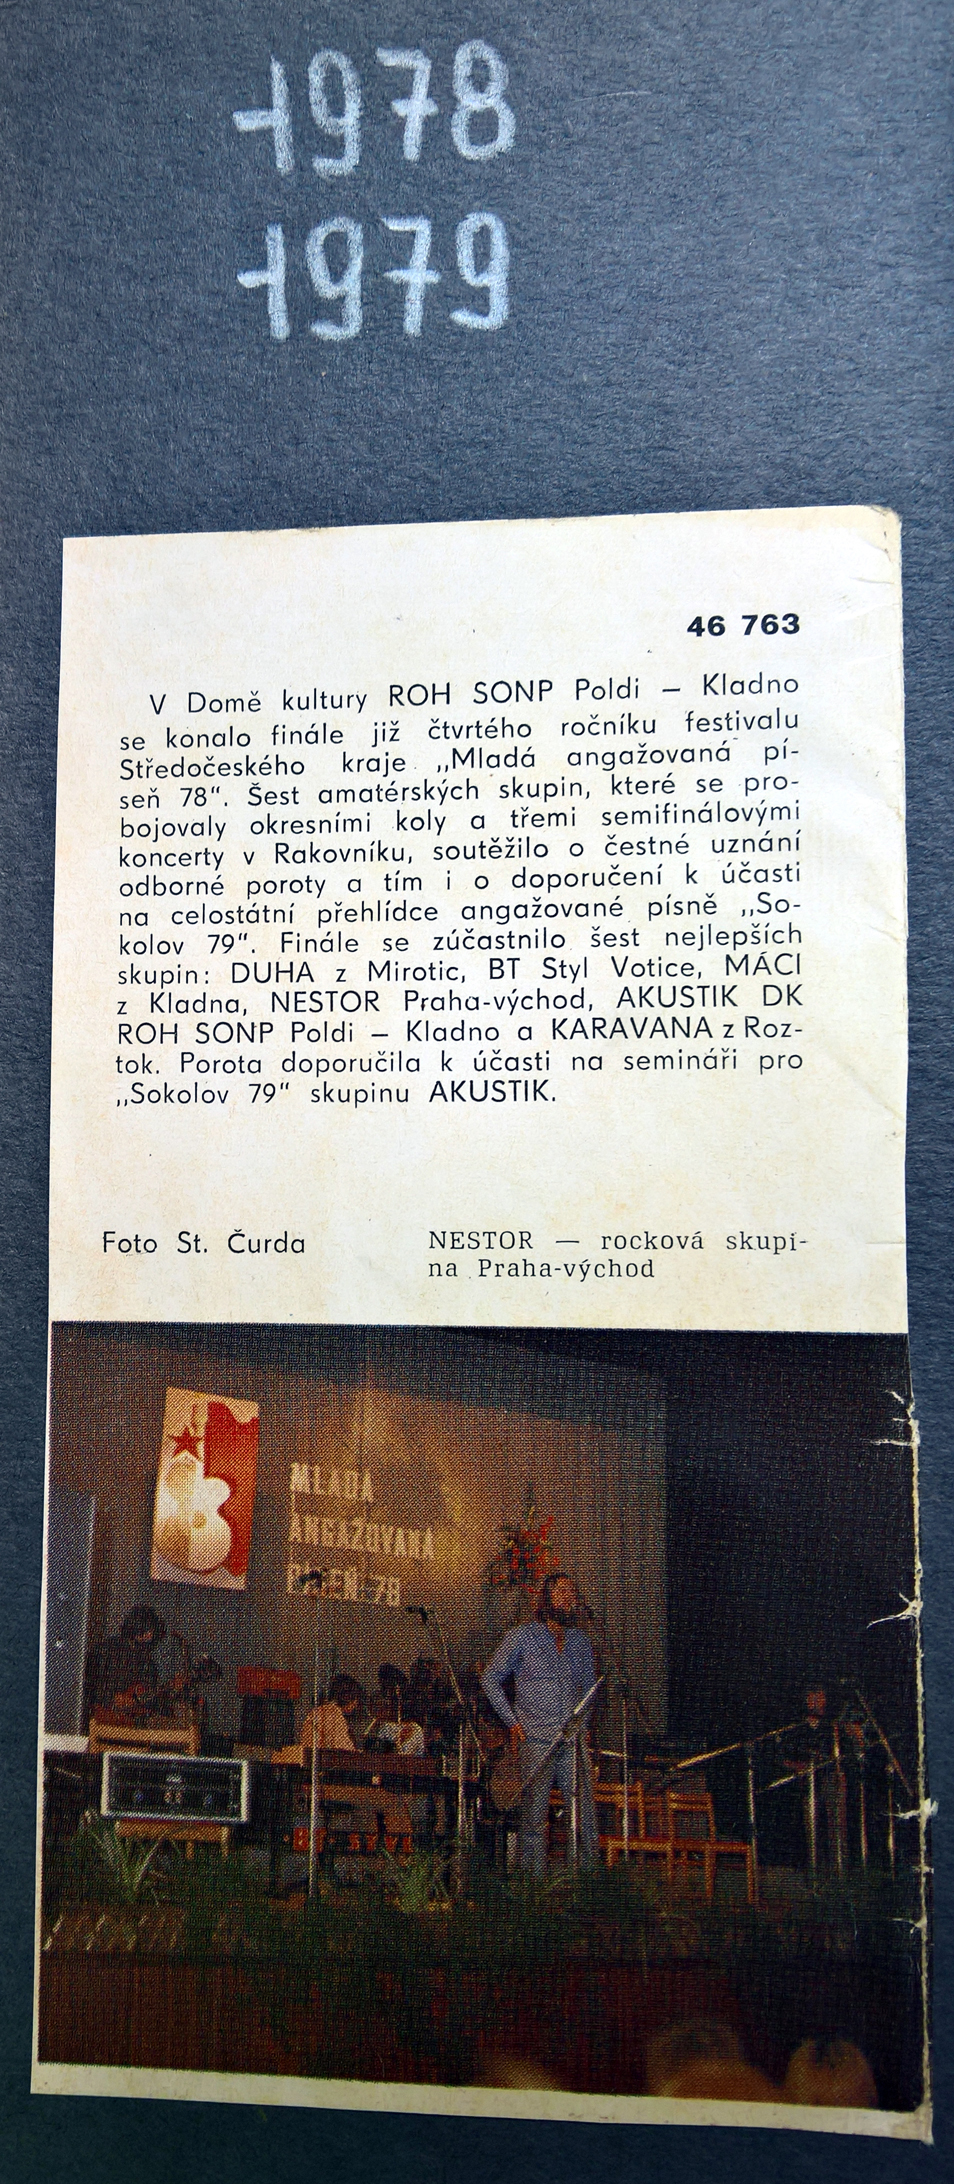 1978
1979
46 763
V Domě kultury ROH SONP Poldi – Kladno
se konalo finále již čtvrtého ročníku festivalu
Středočeského kraje „Mladá angažovaná pí-
seň 78“. Šest amatérských skupin, které se pro-
bojovaly okresními koly a třemi semifinálovými
koncerty v Rakovníku, soutěžilo o čestné uznání
odborné poroty a tím i o doporučení k účasti
na celostátní přehlídce angažované písně „So-
kolov 79“. Finále se zúčastnilo šest nejlepších
skupin: DUHA z Mirotic, BT Styl Votice, MÁCI
z Kladna, NESTOR Praha-východ, AKUSTIK DK
ROH SONP Poldi – Kladno a KARAVANA z Roz-
tok. Porota doporučila k účasti na semináři pro
„Sokolov 79“ skupinu AKUSTIK.
Foto St. Čurda
NESTOR — rocková skupi-
na Praha-východ
MLADÁ
ANGAŽOVANÁ
PÍSEŇ 78